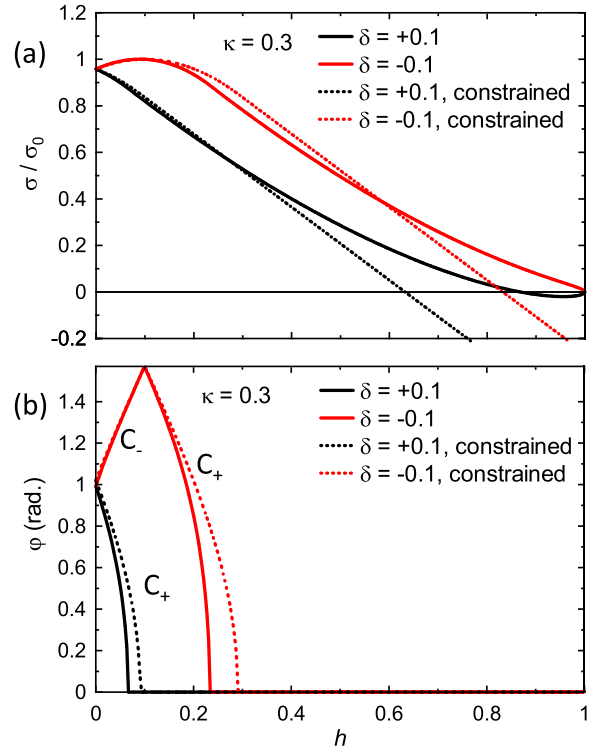 (a)
κ = 0.3
δ = +0.1
δ = -0.1
δ = +0.1, constrained
δ = -0.1, constrained
σ / σ0
1.2
1
0.8
0.6
0.4
0.2
0
-0.2
(b)
κ = 0.3
δ = +0.1
δ = -0.1
δ = +0.1, constrained
δ = -0.1, constrained
C-
C+
C+
φ (rad.)
1.4
1.2
1
0.8
0.6
0.4
0.2
0
0 0.2 0.4 0.6 0.8 1
h